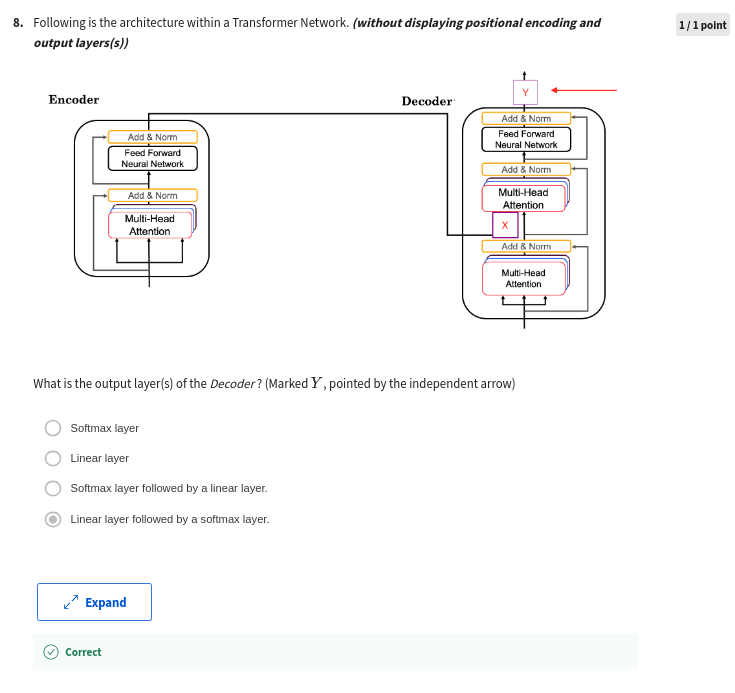 8. Following is the architecture within a Transformer Network. (without displaying positional encoding and
output layers(s))
1 / 1 point
Encoder
Decoder
Y
Add & Norm
Feed Forward
Neural Network
Add & Norm
Multi-Head
Attention
Add & Norm
Feed Forward
Neural Network
Add & Norm
Multi-Head
Attention
X
Add & Norm
Multi-Head
Attention
What is the output layer(s) of the Decoder? (Marked Y, pointed by the independent arrow)
Softmax layer
Linear layer
Softmax layer followed by a linear layer.
Linear layer followed by a softmax layer.
Expand
Correct